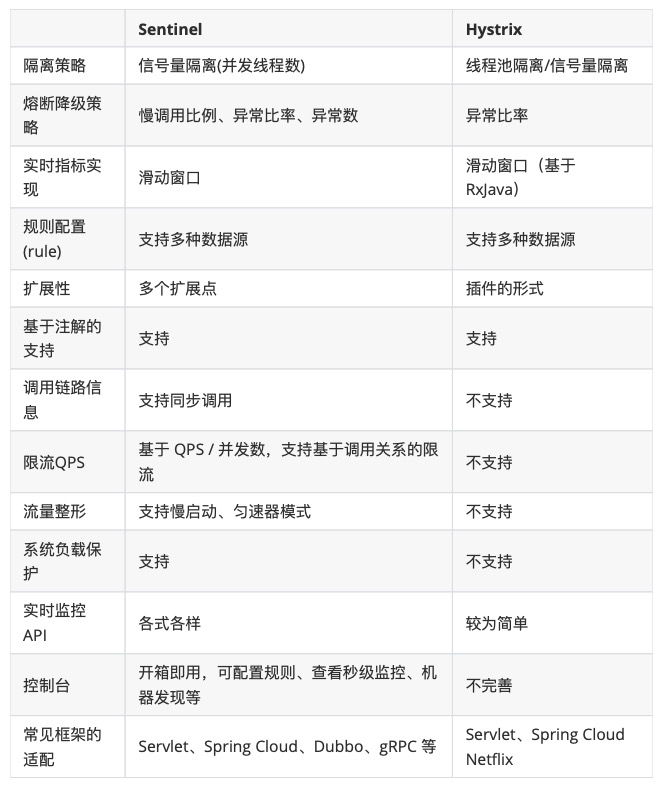 Sentinel
Hystrix
隔离策略
信号量隔离(并发线程数)
线程池隔离/信号量隔离
熔断降级策
略
慢调用比例、异常比率、异常数
异常比率
实时指标实
现
滑动窗口
滑动窗口（基于
RxJava）
规则配置
(rule)
支持多种数据源
支持多种数据源
扩展性
多个扩展点
插件的形式
基于注解的
支持
支持
支持
调用链路信
息
支持同步调用
不支持
限流QPS
基于 QPS / 并发数，支持基于调用关系的限
流
不支持
流量整形
支持慢启动、匀速器模式
不支持
系统负载保
护
支持
不支持
实时监控
API
各式各样
较为简单
控制台
开箱即用，可配置规则、查看秒级监控、机
器发现等
不完善
常见框架的
适配
Servlet、Spring Cloud、Dubbo、gRPC 等
Servlet、Spring Cloud
Netflix